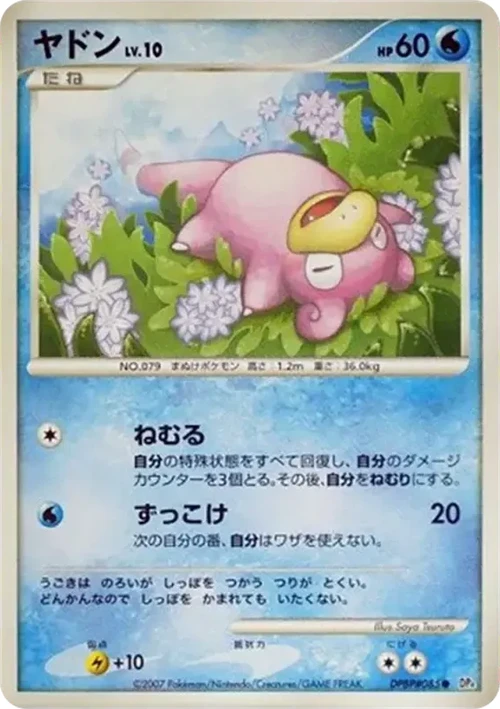 ヤドン LV.10 HP60
たね
NO.079 まぬけポケモン 高さ：1.2m 重さ：36.0kg
ねむる
自分の特殊状態をすべて回復し、自分のダメージ
カウンターを3個とる。その後、自分をねむりにする。
ずっこけ 20
次の自分の番、自分はワザを使えない。
うごきは のろいが しっぽを つかう つりが とくい。
どんかんなので しっぽを かまれても いたくない。
Illus. Saya Tsuruta
弱点 抵抗力 にげる
+10
©2007 Pokémon/Nintendo/Creatures/GAME FREAK. DPBP#085 DP4